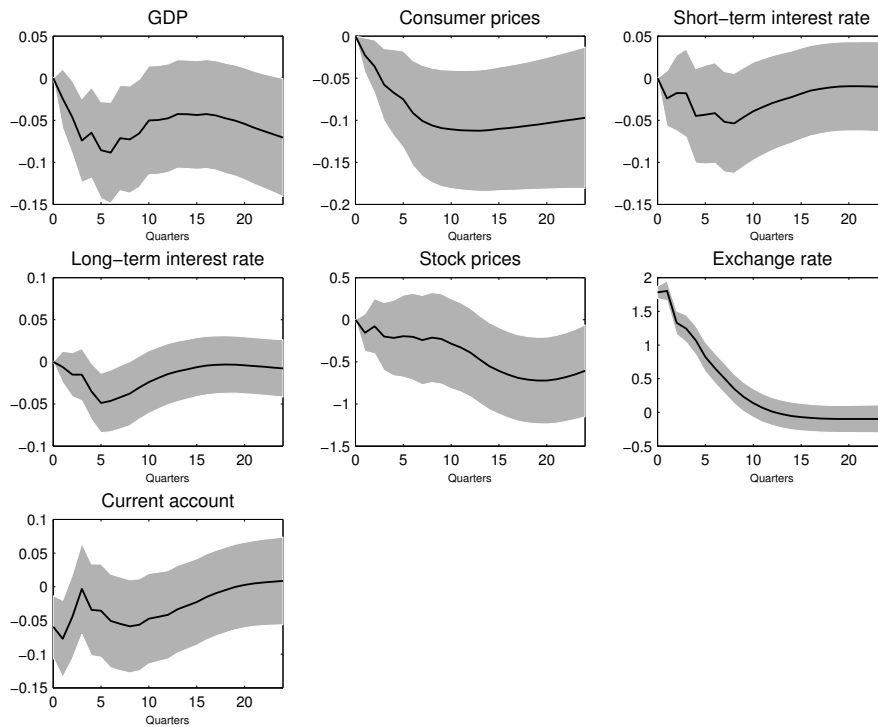 GDP
0.05
0
−0.05
−0.1
−0.15
0 5 10 15 20
Quarters
Consumer prices
0
−0.05
−0.1
−0.15
−0.2
0 5 10 15 20
Quarters
Short−term interest rate
0.05
0
−0.05
−0.1
−0.15
0 5 10 15 20
Quarters
Long−term interest rate
0.1
0.05
0
−0.05
−0.1
0 5 10 15 20
Quarters
Stock prices
0.5
0
−0.5
−1
−1.5
0 5 10 15 20
Quarters
Exchange rate
2
1.5
1
0.5
0
−0.5
0 5 10 15 20
Quarters
Current account
0.1
0.05
0
−0.05
−0.1
−0.15
0 5 10 15 20
Quarters